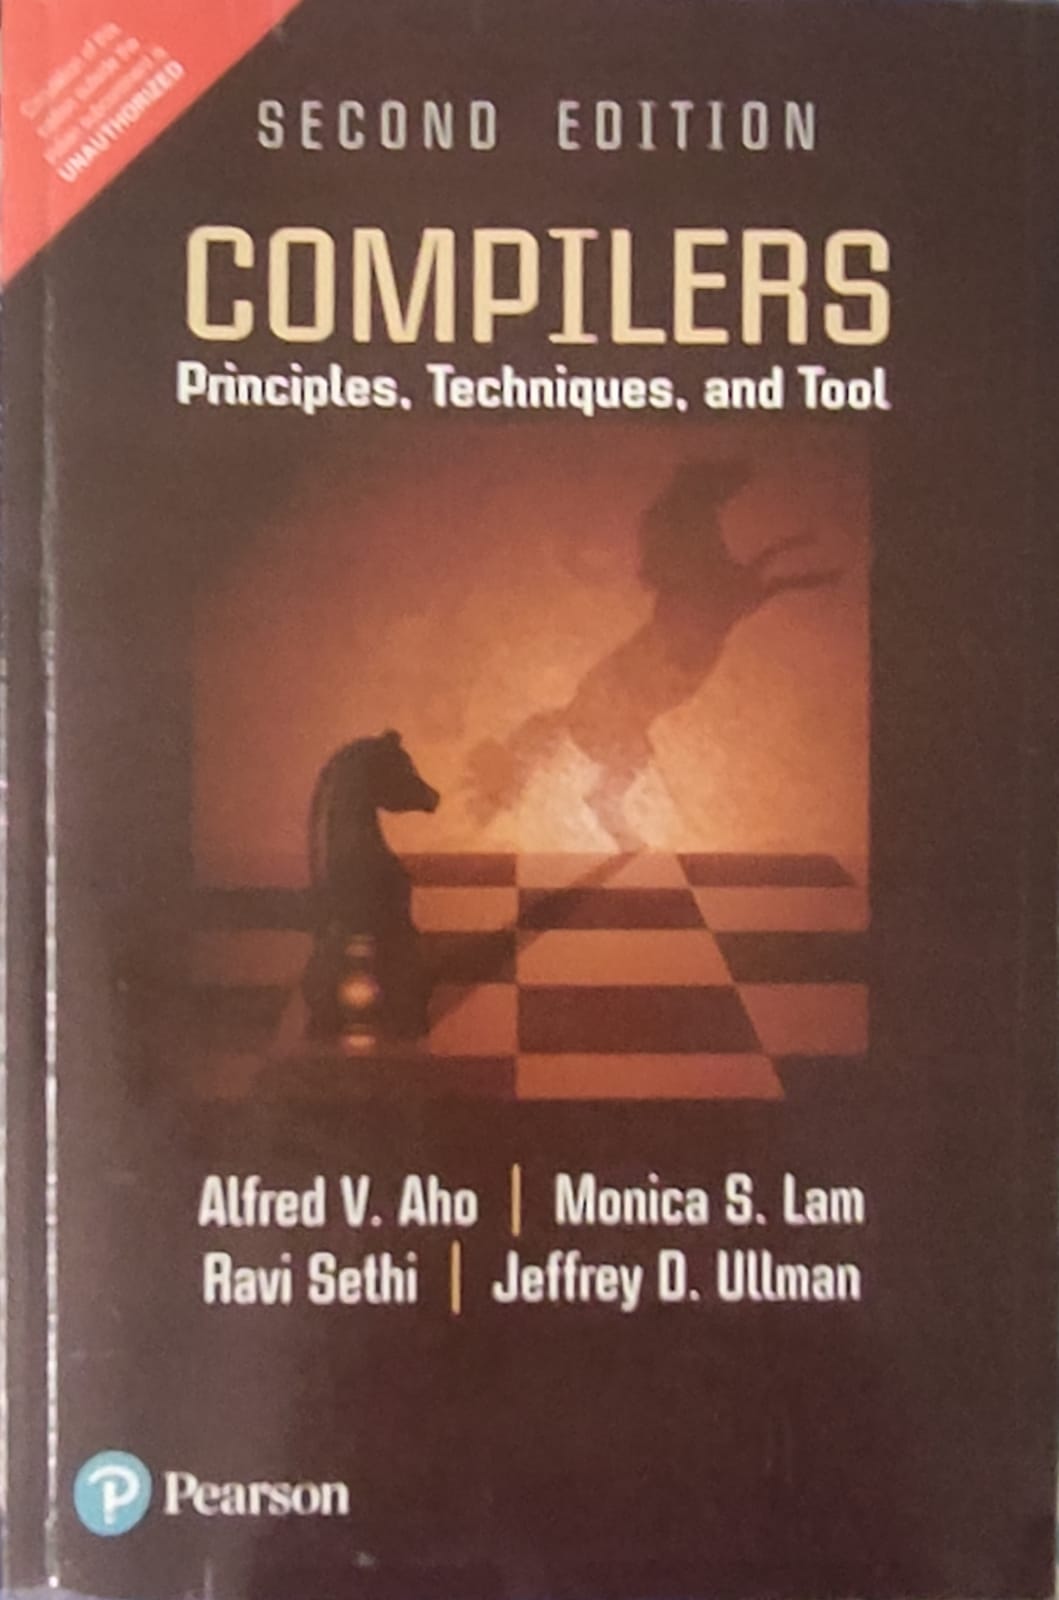 UNAUTHORIZED
SECOND EDITION
COMPILERS
Principles, Techniques, and Tool
Alfred V. Aho | Monica S. Lam
Ravi Sethi | Jeffrey D. Ullman
Pearson